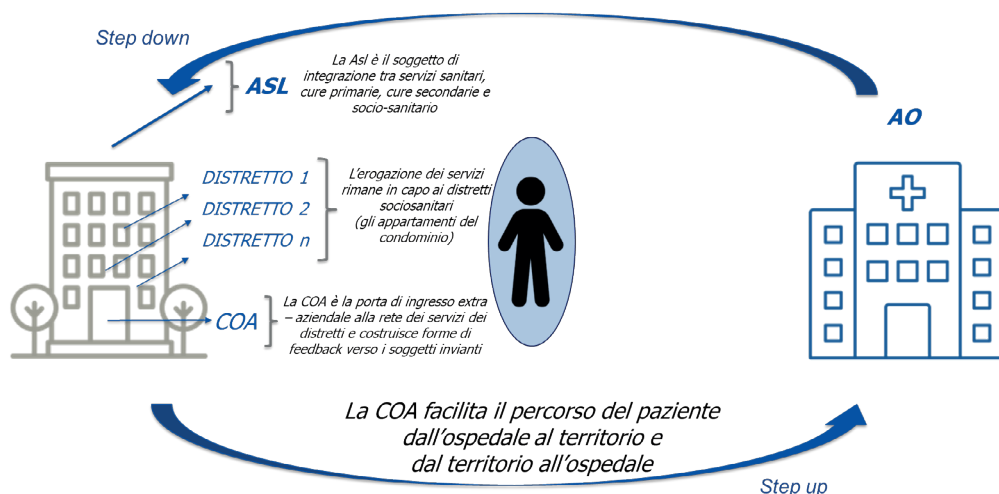 Step down
ASL
La Asl è il soggetto di
integrazione tra servizi sanitari,
cure primarie, cure secondarie e
socio-sanitario
AO
DISTRETTO 1
DISTRETTO 2
DISTRETTO n
L'erogazione dei servizi
rimane in capo ai distretti
sociosanitari
(gli appartamenti del
condominio)
COA
La COA è la porta di ingresso extra
– aziendale alla rete dei servizi dei
distretti e costruisce forme di
feedback verso i soggetti invianti
La COA facilita il percorso del paziente
dall'ospedale al territorio e
dal territorio all'ospedale
Step up